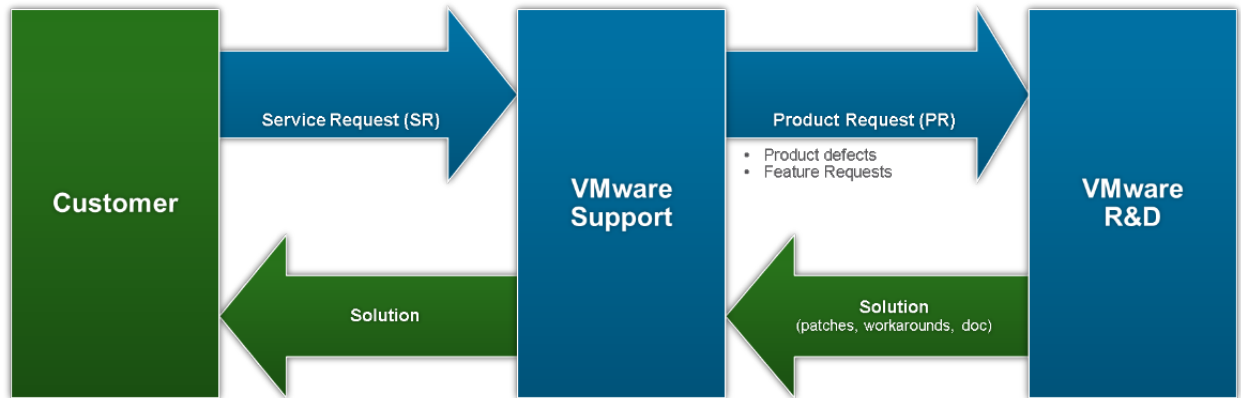 Service Request (SR)
Product Request (PR)
• Product defects
• Feature Requests
Customer
VMware
Support
VMware
R&D
Solution
Solution
(patches, workarounds, doc)